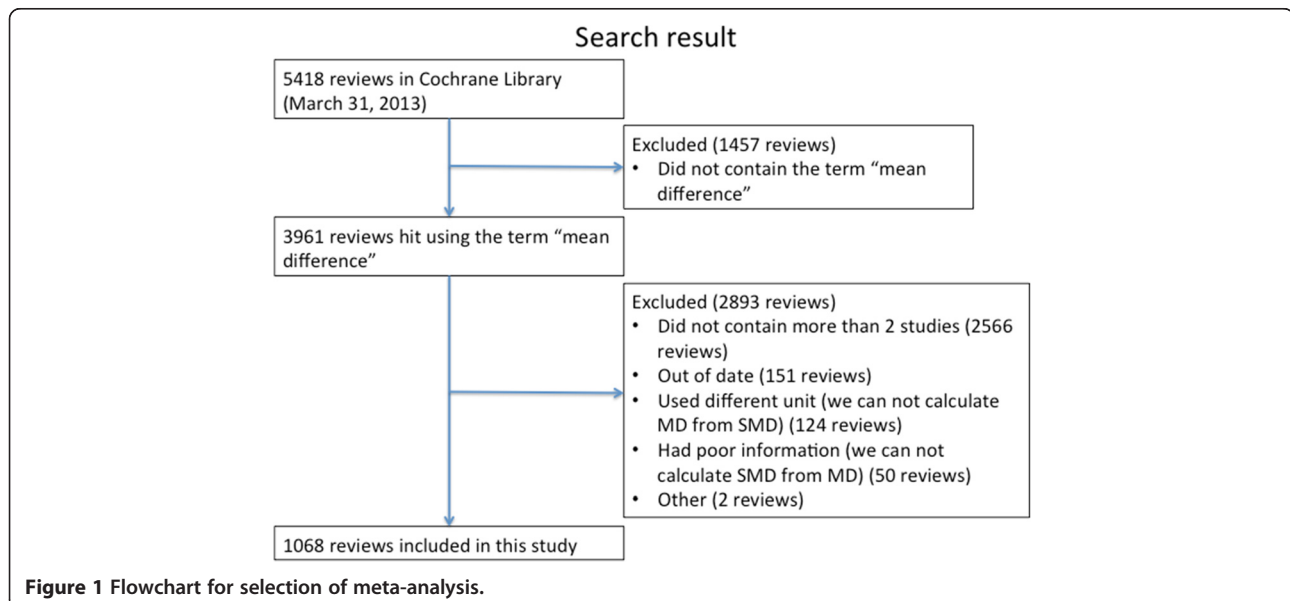 Search result
5418 reviews in Cochrane Library
(March 31, 2013)
Excluded (1457 reviews)
• Did not contain the term “mean
difference”
3961 reviews hit using the term “mean
difference”
Excluded (2893 reviews)
• Did not contain more than 2 studies (2566
reviews)
• Out of date (151 reviews)
• Used different unit (we can not calculate
MD from SMD) (124 reviews)
• Had poor information (we can not
calculate SMD from MD) (50 reviews)
• Other (2 reviews)
1068 reviews included in this study
Figure 1 Flowchart for selection of meta-analysis.